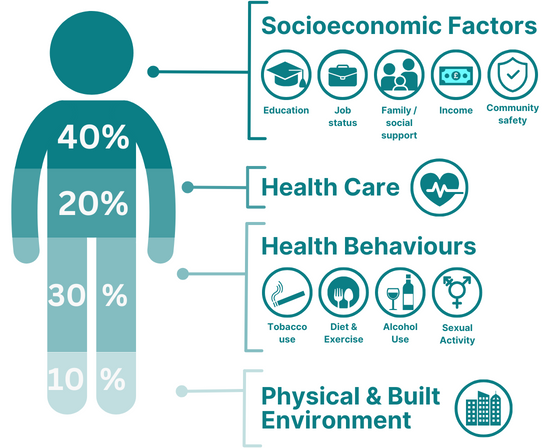 Socioeconomic Factors
Education
Job
status
Family /
social
support
Income
Community
safety
40%
20%
Health Care
Health Behaviours
30 %
Tobacco
use
Diet &
Exercise
Alcohol
Use
Sexual
Activity
10 %
Physical & Built
Environment